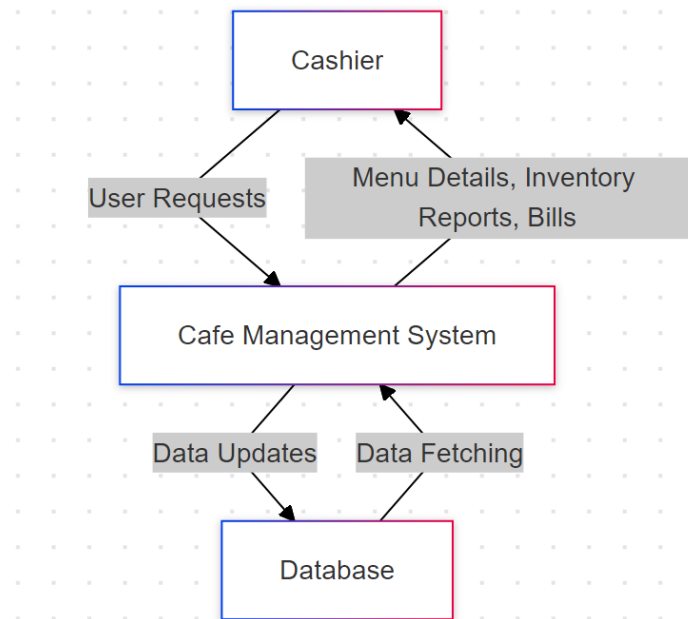 Cashier
User Requests
Menu Details, Inventory
Reports, Bills
Cafe Management System
Data Updates
Data Fetching
Database